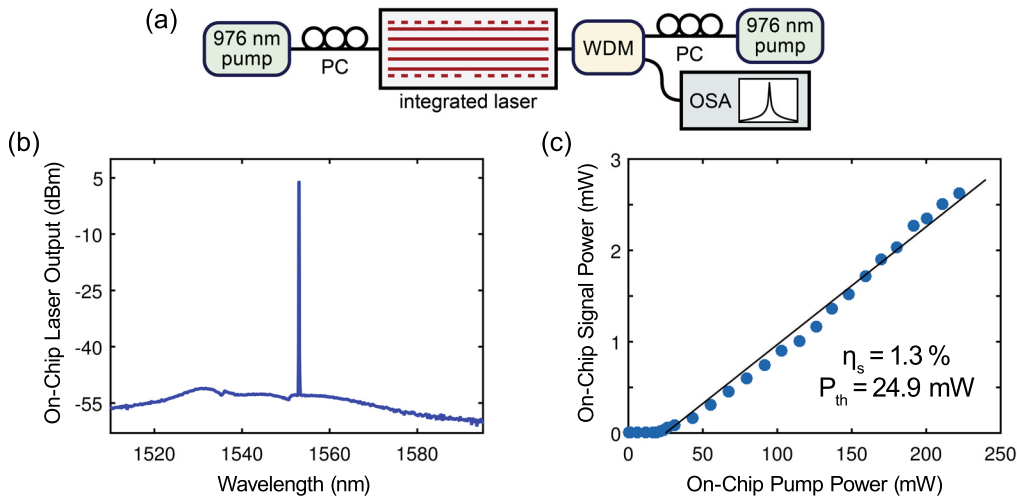 (a)
976 nm
pump
PC
integrated laser
WDM
PC
976 nm
pump
OSA
(b)
On-Chip Laser Output (dBm)
5
-10
-25
-40
-55
1520
1540
1560
1580
Wavelength (nm)
(c)
On-Chip Signal Power (mW)
3
2
1
0
ηs = 1.3 %
Pth = 24.9 mW
0
50
100
150
200
250
On-Chip Pump Power (mW)